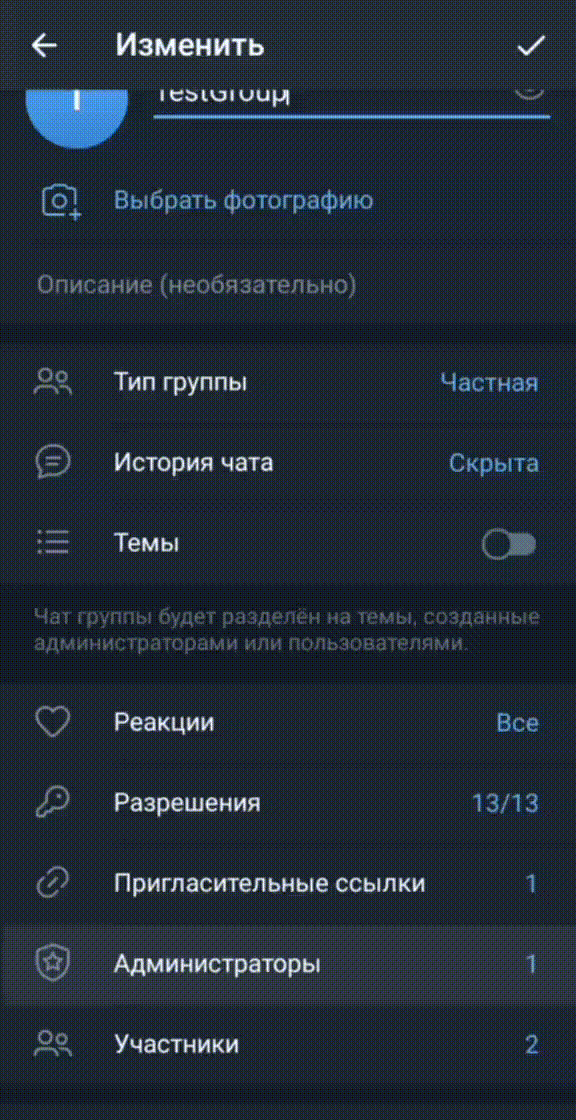 Изменить
TestGroup
Выбрать фотографию
Описание (необязательно)
Тип группы Частная
История чата Скрыта
Темы
Чат группы будет разделён на темы, созданные
администраторами или пользователями.
Реакции Все
Разрешения 13/13
Пригласительные ссылки 1
Администраторы 1
Участники 2